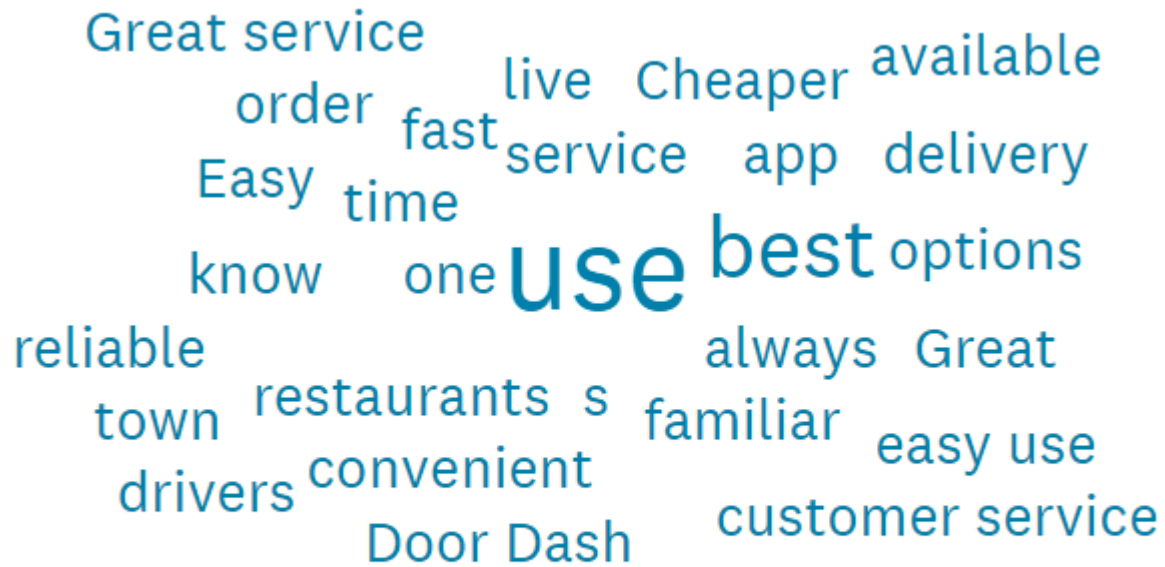 Great service
live Cheaper available
order fast
service app delivery
Easy time
know one use best options
reliable always Great
town restaurants s familiar
easy use
drivers convenient
Door Dash customer service